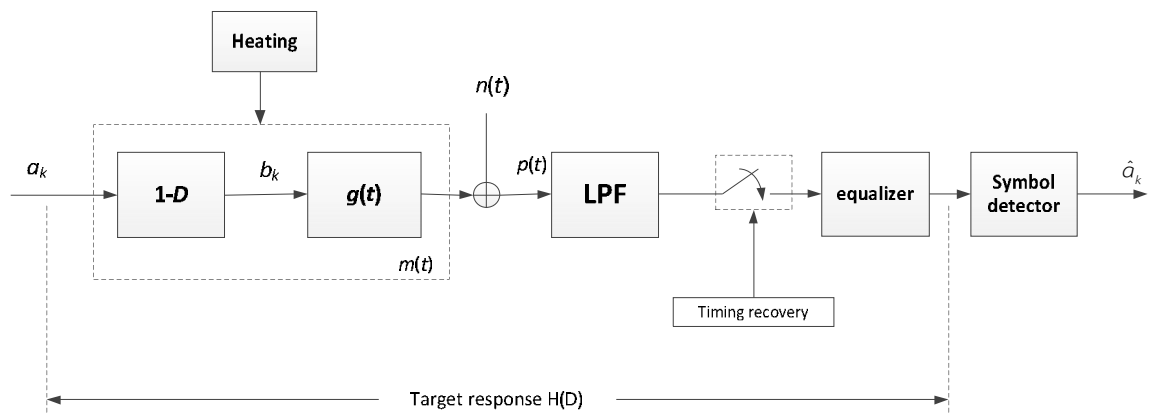 Heating
n(t)
a_k
1-D
b_k
g(t)
p(t)
LPF
equalizer
Symbol
detector
â_k
m(t)
Timing recovery
Target response H(D)